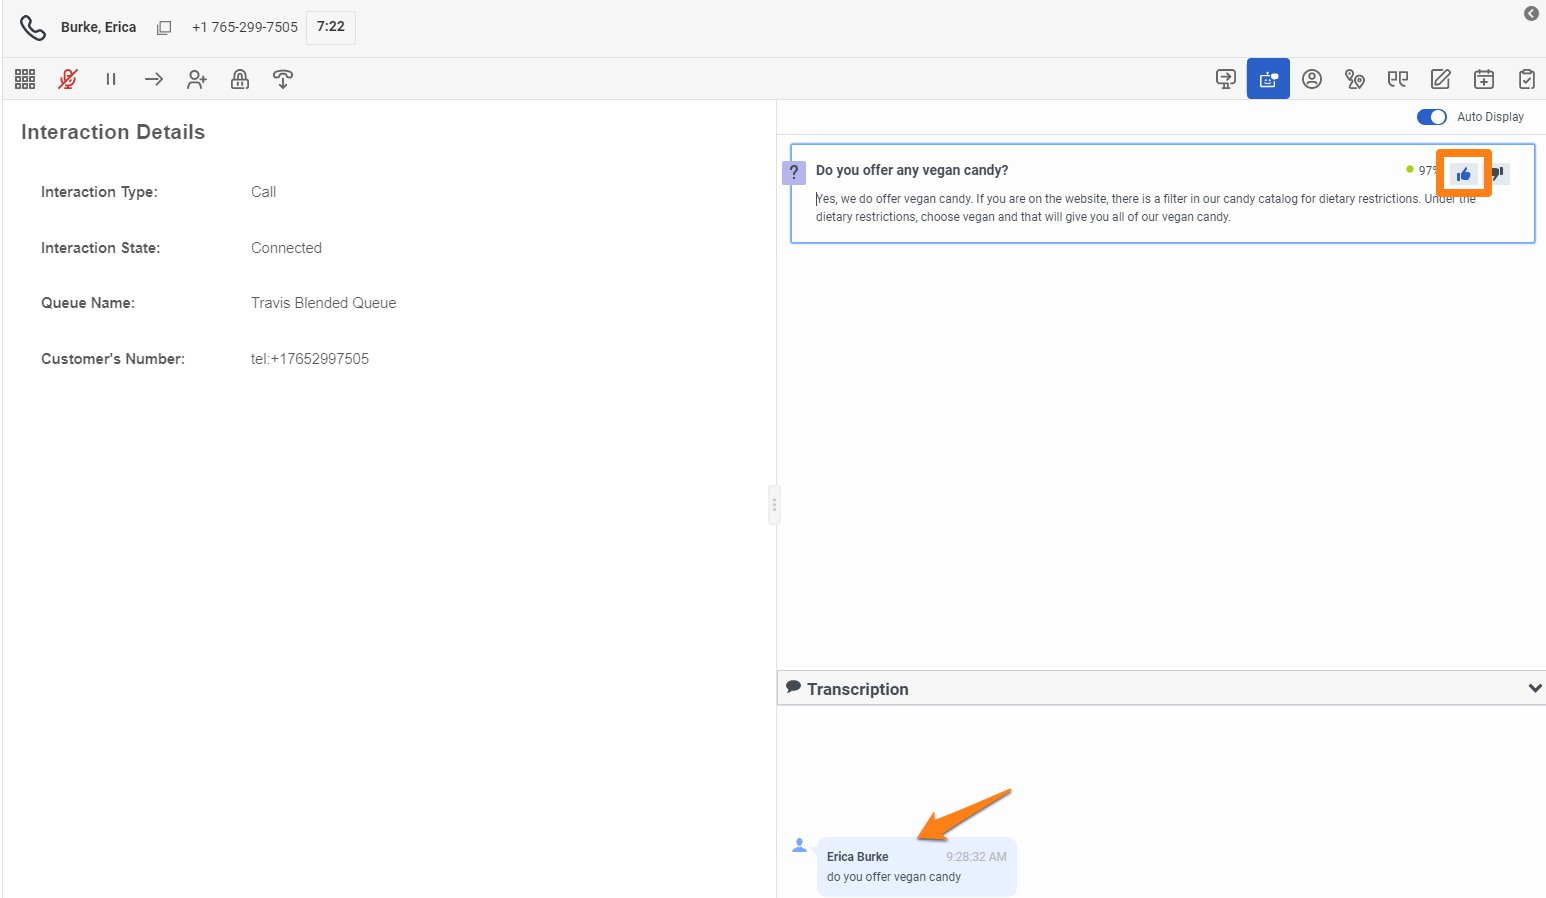 Burke, Erica +1 765-299-7505 7:22
Interaction Details
Interaction Type: Call
Interaction State: Connected
Queue Name: Travis Blended Queue
Customer's Number: tel:+17652997505
Auto Display
? Do you offer any vegan candy? 97%
Yes, we do offer vegan candy. If you are on the website, there is a filter in our candy catalog for dietary restrictions. Under the
dietary restrictions, choose vegan and that will give you all of our vegan candy.
Transcription
Erica Burke 9:28:32 AM
do you offer vegan candy